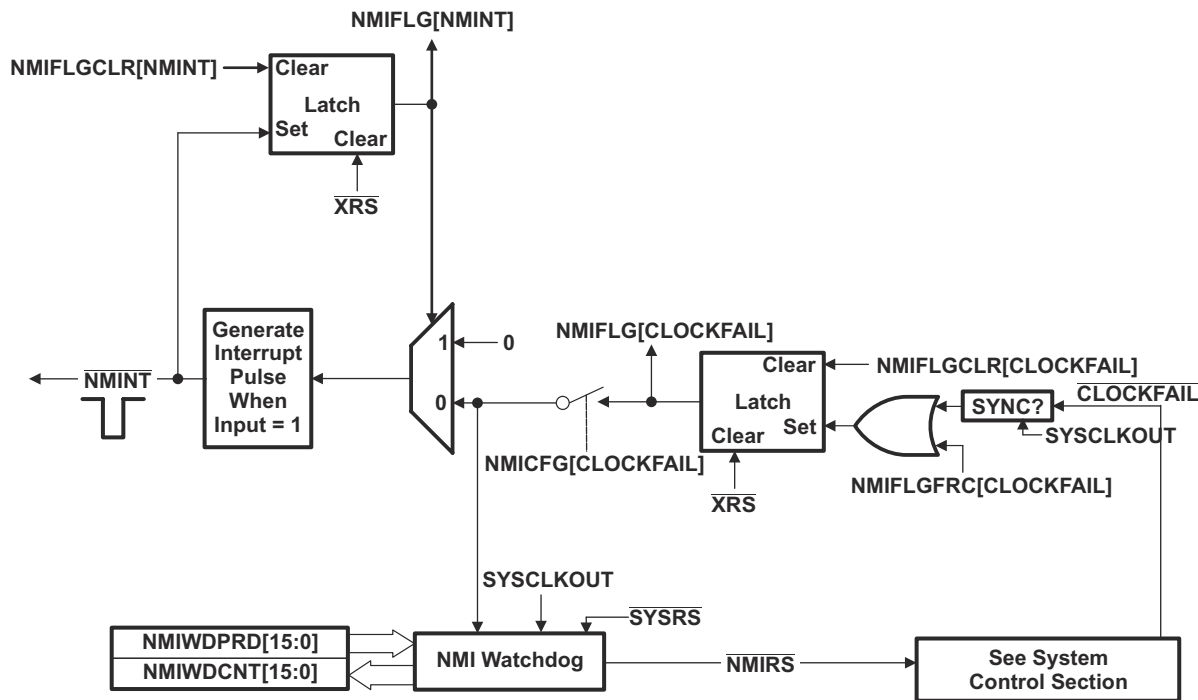 NMIFLG[NMINT]
NMIFLGCLR[NMINT]
Clear
Latch
Set
Clear
XRS
Generate
Interrupt
Pulse
When
Input = 1
NMINT
1
0
0
NMIFLG[CLOCKFAIL]
NMICFG[CLOCKFAIL]
Clear
Latch
Set
Clear
XRS
NMIFLGCLR[CLOCKFAIL]
CLOCKFAIL
SYNC?
SYSCLKOUT
NMIFLGFRC[CLOCKFAIL]
SYSCLKOUT
SYSRS
NMIWDPRD[15:0]
NMIWDCNT[15:0]
NMI Watchdog
NMIRS
See System
Control Section